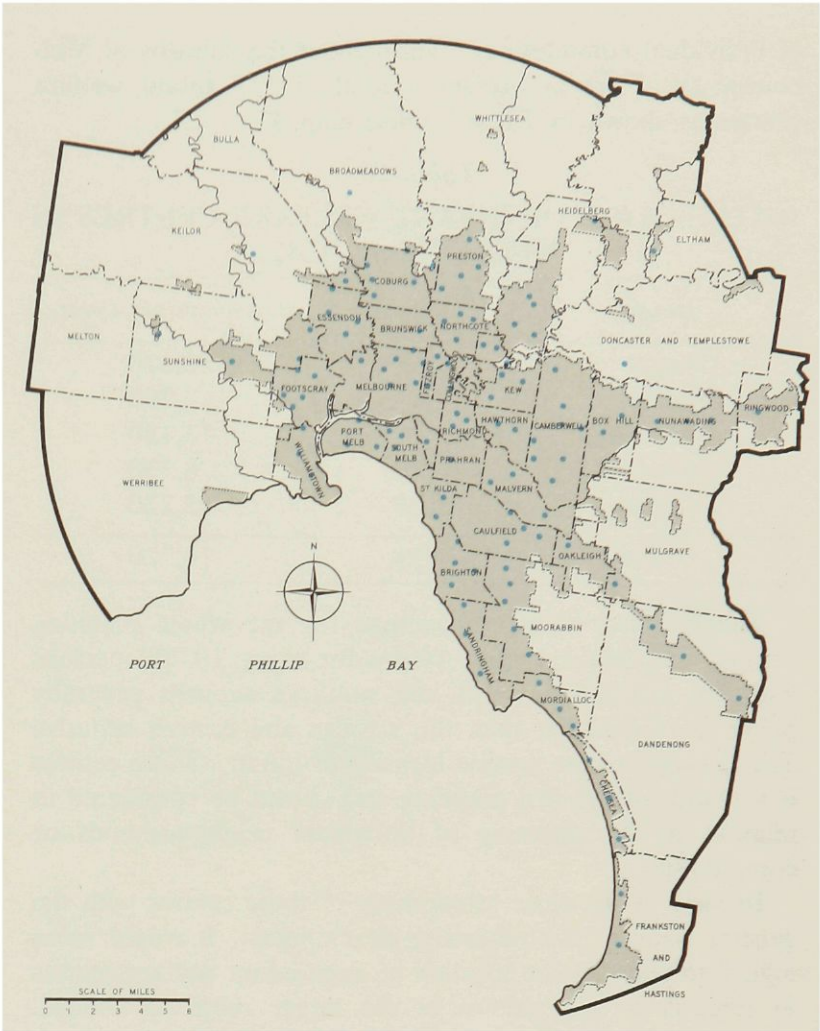 WHITTLESEA
BULLA
BROADMEADOWS
HEIDELBERG
KEILOR
ELTHAM
PRESTON
COBURG
ESSENDON
BRUNSWICK
NORTHCOTE
MELTON
DONCASTER AND TEMPLESTOWE
SUNSHINE
FOOTSCRAY
MELBOURNE
FITZROY
KEW
RINGWOOD
HAWTHORN
CAMBERWELL
BOX HILL
NUNAWADING
RICHMOND
PORT
MELB
SOUTH
MELB
PRAHRAN
WILLIAMSTOWN
WERRIBEE
ST KILDA
MALVERN
CAULFIELD
OAKLEIGH
MULGRAVE
BRIGHTON
N
MOORABBIN
SANDRINGHAM
PORT PHILLIP BAY
MORDIALLOC
DANDENONG
CHELSEA
FRANKSTON
AND
HASTINGS
SCALE OF MILES
0 1 2 3 4 5 6